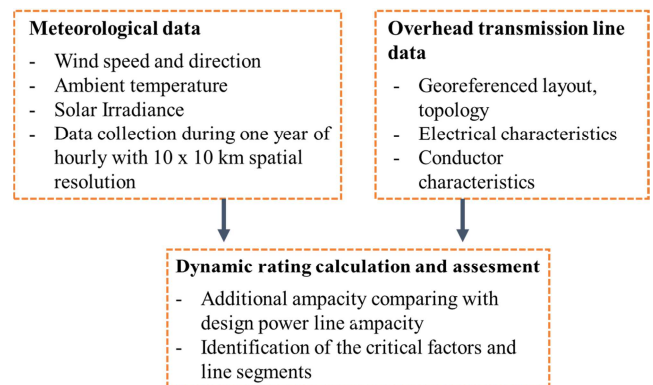 Meteorological data
- Wind speed and direction
- Ambient temperature
- Solar Irradiance
- Data collection during one year of
hourly with 10 x 10 km spatial
resolution
Overhead transmission line
data
- Georeferenced layout,
topology
- Electrical characteristics
- Conductor
characteristics
Dynamic rating calculation and assesment
- Additional ampacity comparing with
design power line ampacity
- Identification of the critical factors and
line segments